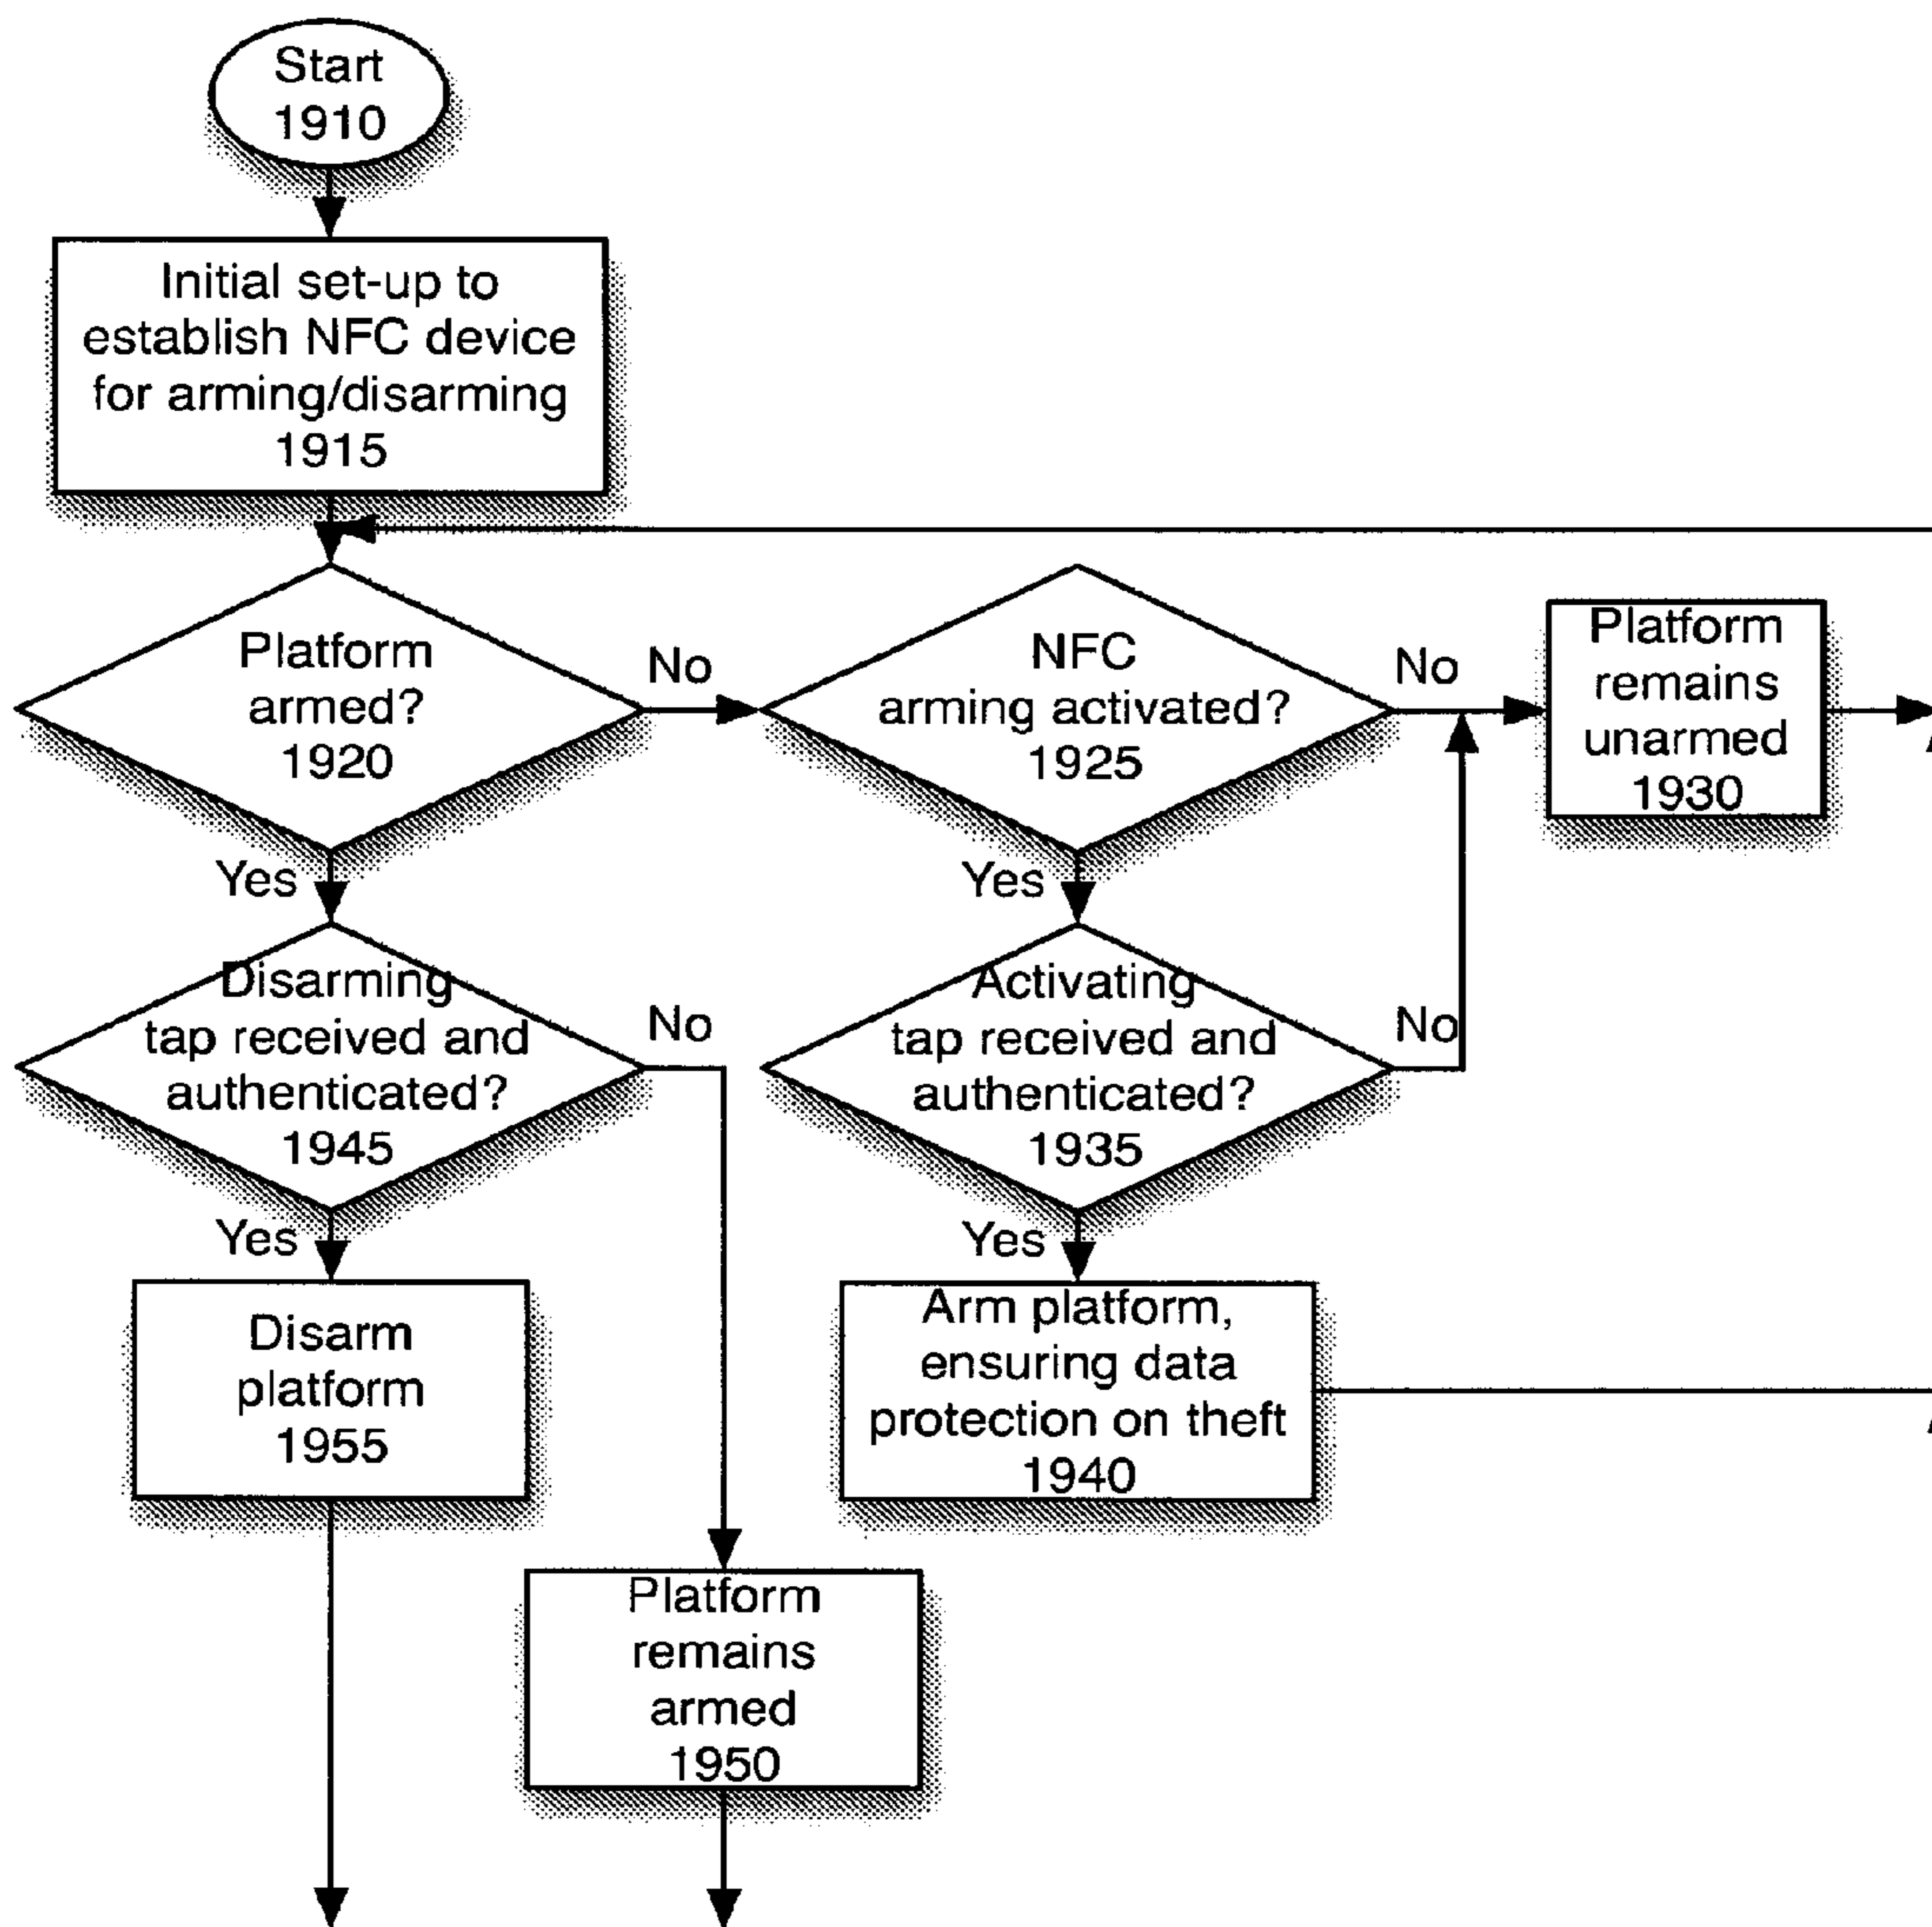 Start
1910
Initial set-up to
establish NFC device
for arming/disarming
1915
Platform
armed?
1920
No
NFC
arming activated?
1925
No
Platform
remains
unarmed
1930
Yes
Yes
Disarming
tap received and
authenticated?
1945
No
Activating
tap received and
authenticated?
1935
No
Yes
Yes
Disarm
platform
1955
Arm platform,
ensuring data
protection on theft
1940
Platform
remains
armed
1950